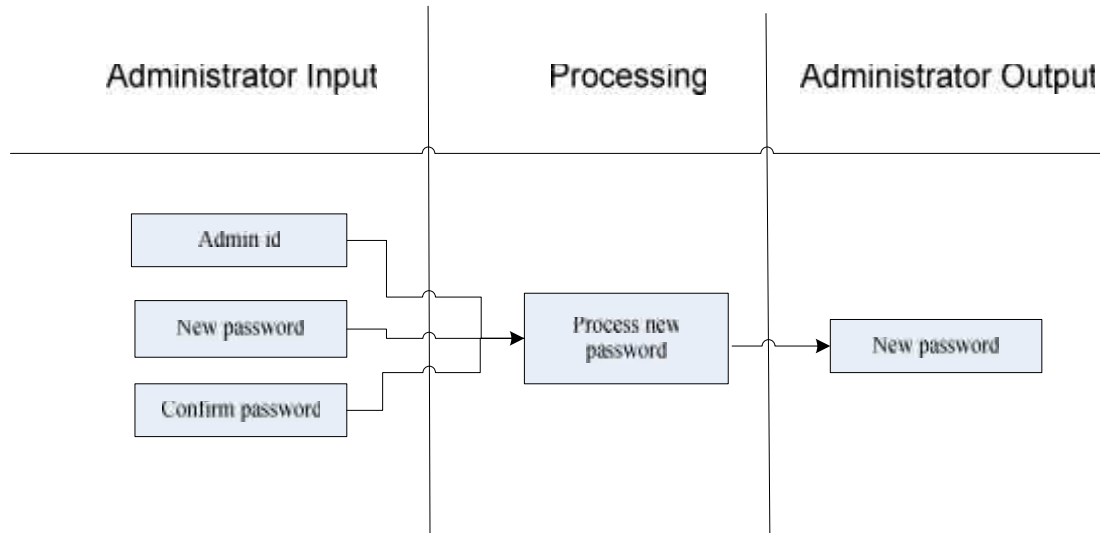 Administrator Input
Processing
Administrator Output
Admin id
New password
Confirm password
Process new
password
New password